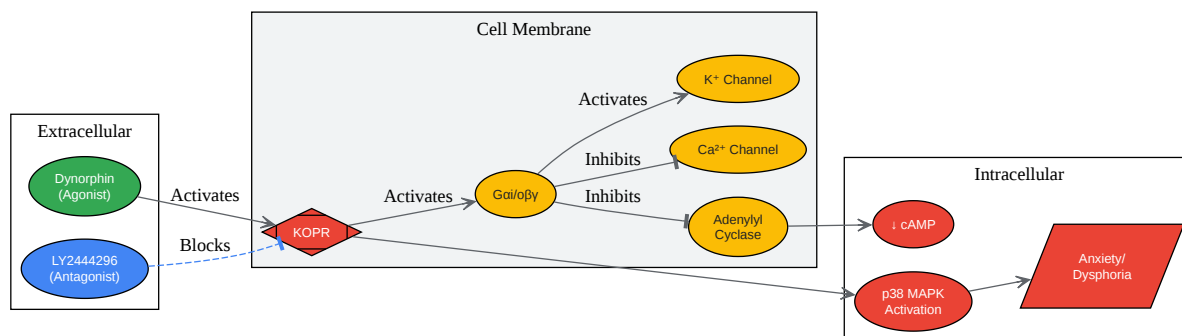 Cell Membrane
K⁺ Channel
Activates
Extracellular
Ca²⁺ Channel
Inhibits
Intracellular
Dynorphin
(Agonist)
Activates
Activates
Gαi/oβγ
Inhibits
Adenylyl
Cyclase
↓ cAMP
KOPR
Blocks
LY2444296
(Antagonist)
Anxiety/
Dysphoria
p38 MAPK
Activation